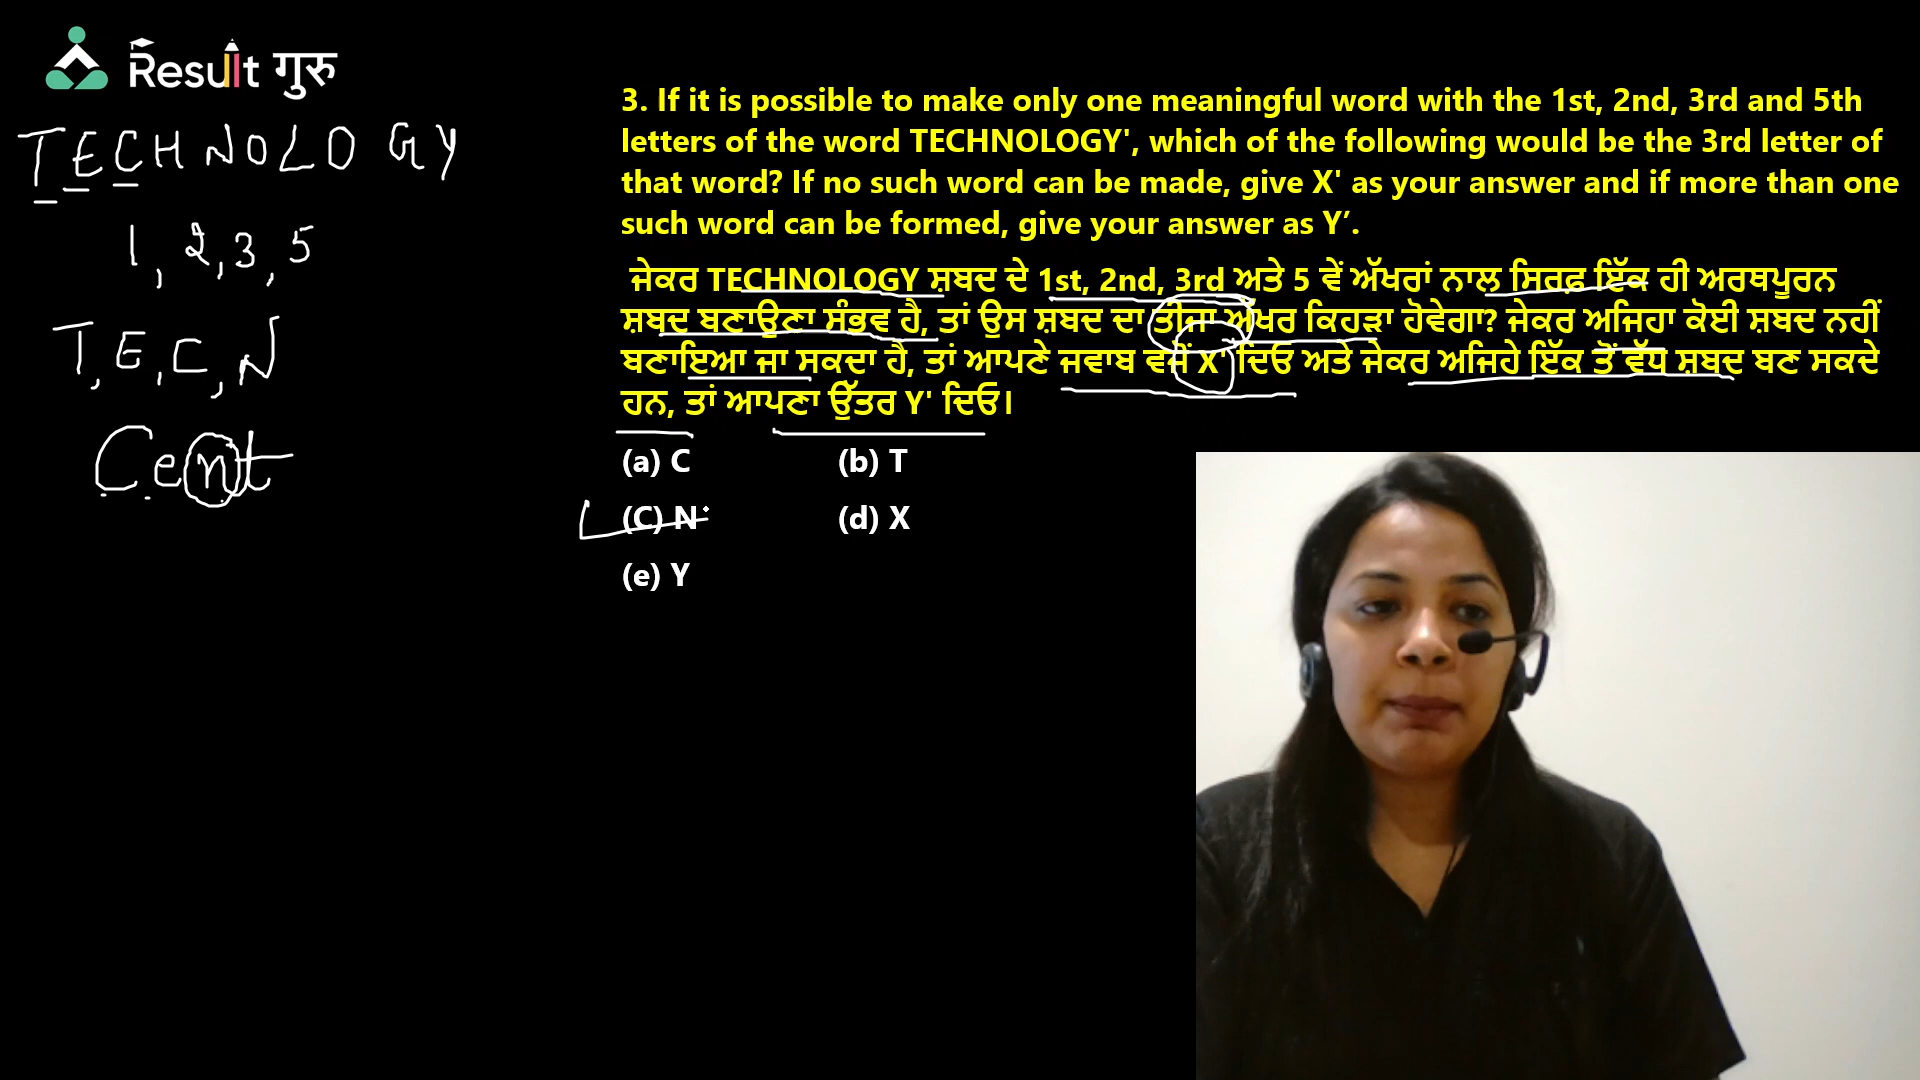 Result गुरु
TECHNOLOGY
1, 2, 3, 5
T, E, C, N
Cent
3. If it is possible to make only one meaningful word with the 1st, 2nd, 3rd and 5th
letters of the word TECHNOLOGY', which of the following would be the 3rd letter of
that word? If no such word can be made, give X' as your answer and if more than one
such word can be formed, give your answer as Y’.
ਜੇਕਰ TECHNOLOGY ਸ਼ਬਦ ਦੇ 1st, 2nd, 3rd ਅਤੇ 5 ਵੇਂ ਅੱਖਰਾਂ ਨਾਲ ਸਿਰਫ਼ ਇੱਕ ਹੀ ਅਰਥਪੂਰਨ
ਸ਼ਬਦ ਬਣਾਉਣਾ ਸੰਭਵ ਹੈ, ਤਾਂ ਉਸ ਸ਼ਬਦ ਦਾ ਤੀਜਾ ਅੱਖਰ ਕਿਹੜਾ ਹੋਵੇਗਾ? ਜੇਕਰ ਅਜਿਹਾ ਕੋਈ ਸ਼ਬਦ ਨਹੀਂ
ਬਣਾਇਆ ਜਾ ਸਕਦਾ ਹੈ, ਤਾਂ ਆਪਣੇ ਜਵਾਬ ਵਜੋਂ X' ਦਿਓ ਅਤੇ ਜੇਕਰ ਅਜਿਹੇ ਇੱਕ ਤੋਂ ਵੱਧ ਸ਼ਬਦ ਬਣ ਸਕਦੇ
ਹਨ, ਤਾਂ ਆਪਣਾ ਉੱਤਰ Y' ਦਿਓ।
(a) C (b) T
(C) N (d) X
(e) Y